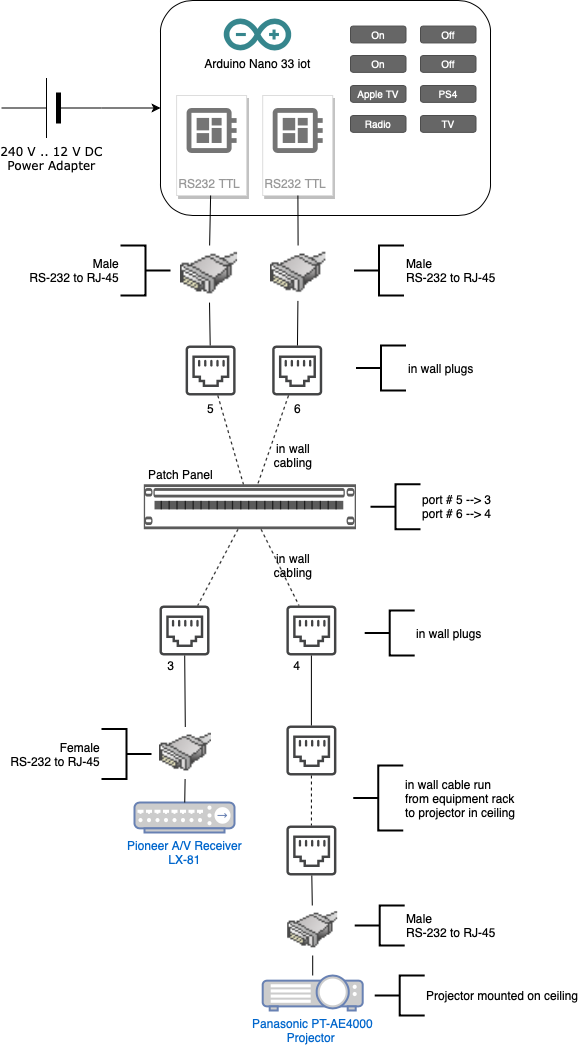 Arduino Nano 33 iot
On
Off
On
Off
Apple TV
PS4
Radio
TV
240 V .. 12 V DC
Power Adapter
RS232 TTL
RS232 TTL
Male
RS-232 to RJ-45
Male
RS-232 to RJ-45
in wall plugs
5
6
in wall
cabling
Patch Panel
port # 5 --> 3
port # 6 --> 4
in wall
cabling
in wall plugs
3
4
Female
RS-232 to RJ-45
in wall cable run
from equipment rack
to projector in ceiling
Pioneer A/V Receiver
LX-81
Male
RS-232 to RJ-45
Projector mounted on ceiling
Panasonic PT-AE4000
Projector